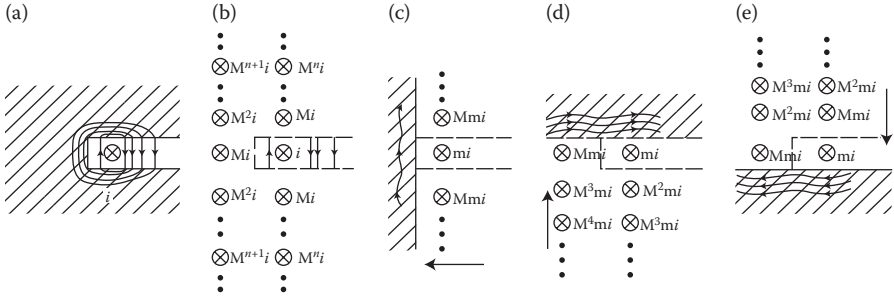 (a)
i
(b)
Mⁿ⁺¹i Mⁿi
M²i Mi
Mi i
M²i Mi
Mⁿ⁺¹i Mⁿi
(c)
Mmi
mi
Mmi
(d)
Mmi mi
M³mi M²mi
M⁴mi M³mi
(e)
M³mi M²mi
M²mi Mmi
Mmi mi